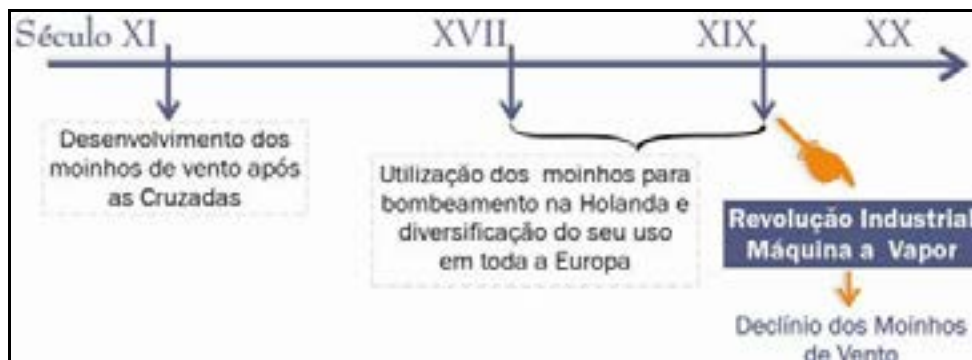 Século XI XVII XIX XX
Desenvolvimento dos
moinhos de vento após
as Cruzadas
Utilização dos moinhos para
bombeamento na Holanda e
diversificação do seu uso
em toda a Europa
Revolução Industrial
Máquina a Vapor
Declínio dos Moinhos
de Vento